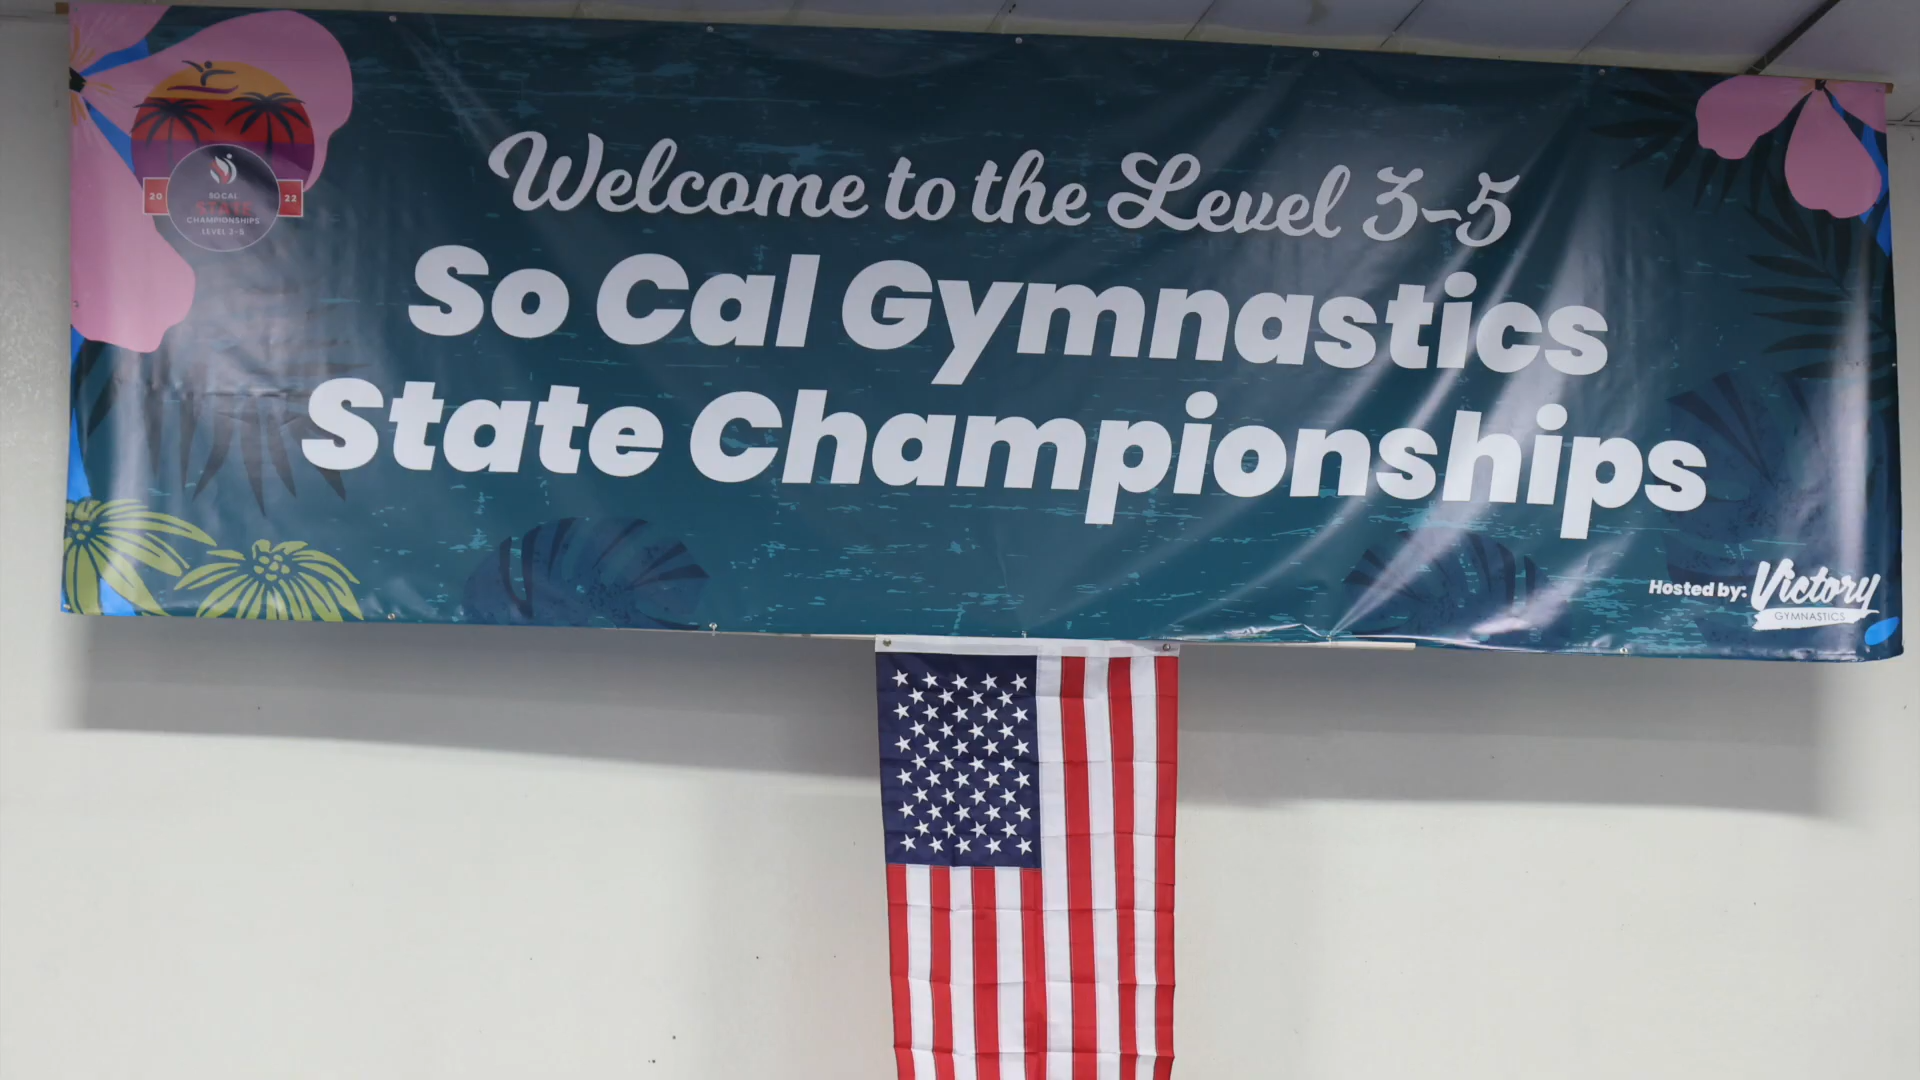 Welcome to the Level 3-5
So Cal Gymnastics
State Championships
20
22
SO CAL
STATE
CHAMPIONSHIPS
LEVEL 3-5
Hosted by: Victory
GYMNASTICS